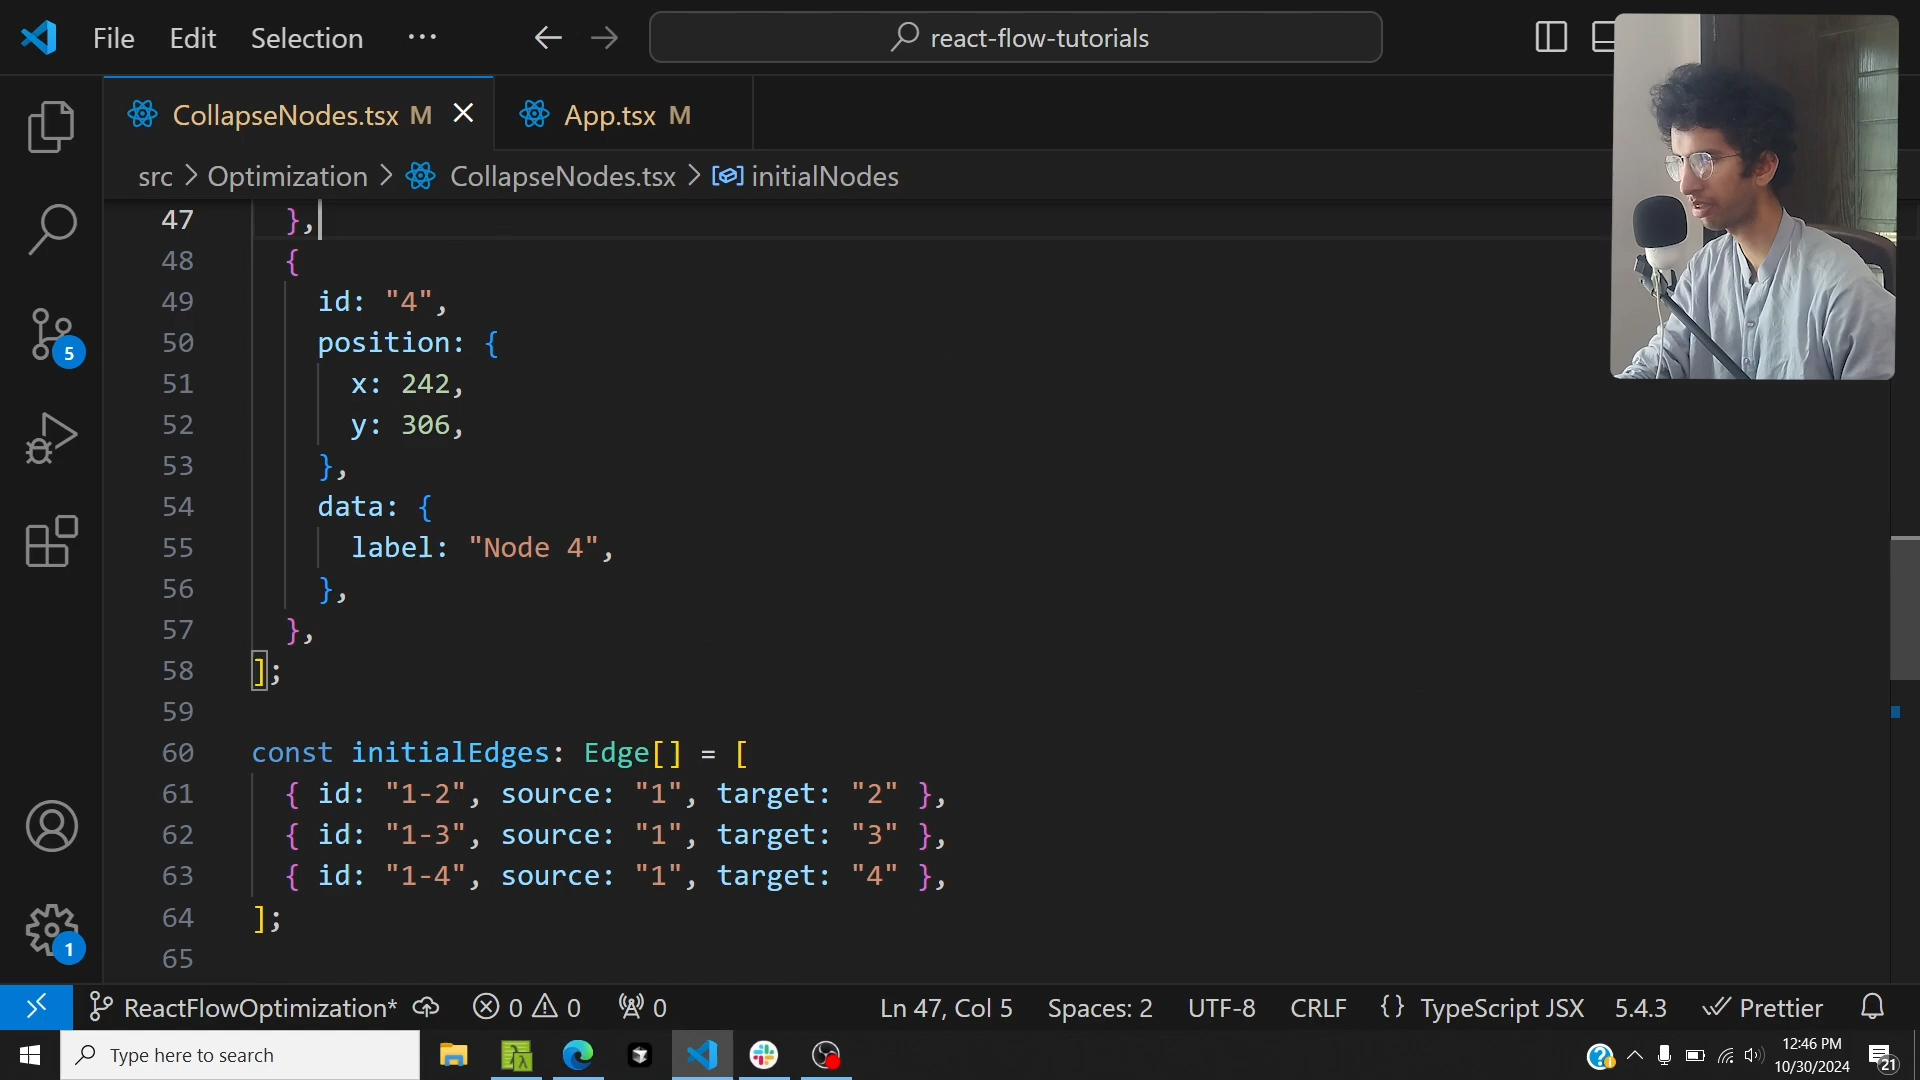 File Edit Selection ··· react-flow-tutorials
CollapseNodes.tsx M App.tsx M
src > Optimization > CollapseNodes.tsx > initialNodes
47 },
48 {
49 id: "4",
50 position: {
51 x: 242,
52 y: 306,
53 },
54 data: {
55 label: "Node 4",
56 },
57 },
58 ];
59
60 const initialEdges: Edge[] = [
61 { id: "1-2", source: "1", target: "2" },
62 { id: "1-3", source: "1", target: "3" },
63 { id: "1-4", source: "1", target: "4" },
64 ];
65
5
1
ReactFlowOptimization* 0 0 0 Ln 47, Col 5 Spaces: 2 UTF-8 CRLF {} TypeScript JSX 5.4.3 Prettier
Type here to search
12:46 PM
10/30/2024
21